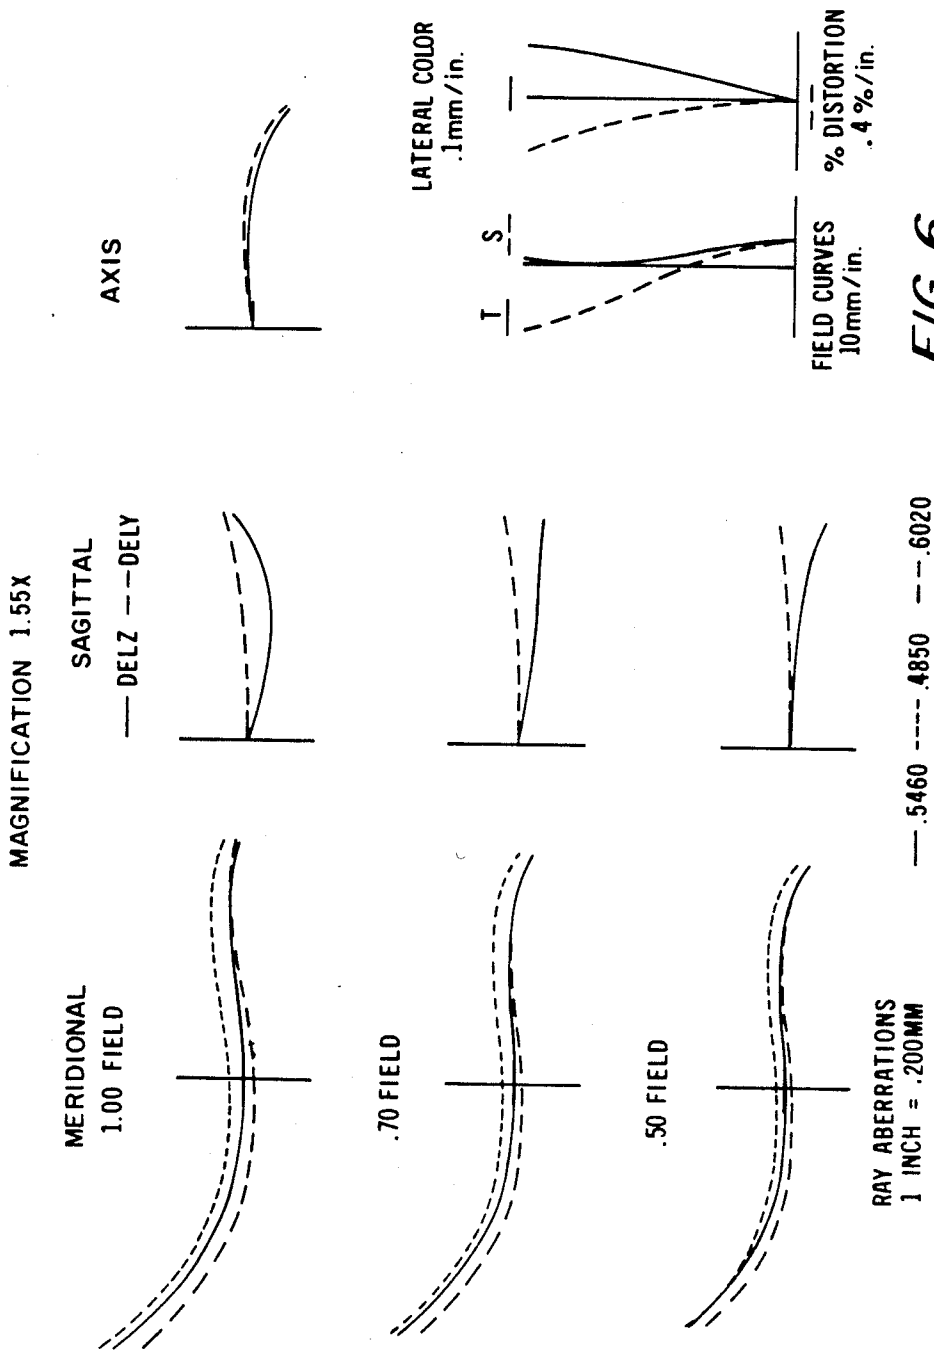 MAGNIFICATION 1.55X
MERIDIONAL
1.00 FIELD
SAGITTAL
DELZ DELY
AXIS
.70 FIELD
LATERAL COLOR
.1mm/in.
T S
.50 FIELD
FIELD CURVES
10mm/in.
% DISTORTION
.4%/in.
RAY ABERRATIONS
1 INCH = .200MM
.5460 .4850 .6020
FIG 6